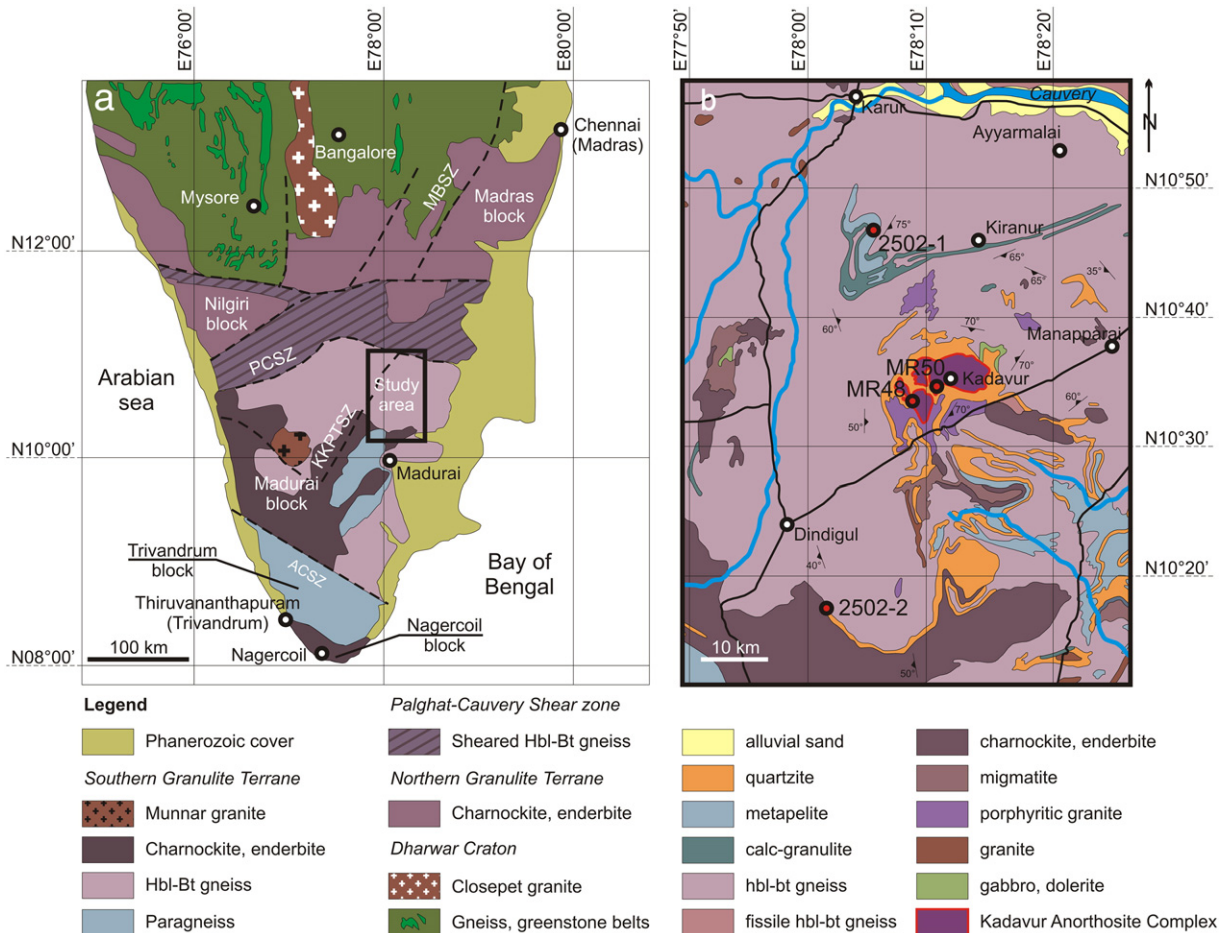 E76°00'
E78°00'
E80°00'
a
Chennai
(Madras)
Bangalore
Mysore
MBSZ
Madras
block
N12°00'
Nilgiri
block
PCSZ
Arabian
sea
Study
area
KKPTSZ
N10°00'
Madurai
Madurai
block
Trivandrum
block
ACSZ
Bay of
Bengal
Thiruvananthapuram
(Trivandrum)
Nagercoil
block
100 km
Nagercoil
N08°00'
E77°50'
E78°00'
E78°10'
E78°20'
b
Cauvery
Karur
Ayyarmalai
N
N10°50'
75°
Kiranur
2502-1
65°
35°
65°
N10°40'
60°
70°
Manapparai
MR50
70°
Kadavur
MR48
60°
50°
70°
N10°30'
Dindigul
40°
N10°20'
2502-2
10 km
50°
Legend
Phanerozoic cover
Southern Granulite Terrane
Munnar granite
Charnockite, enderbite
Hbl-Bt gneiss
Paragneiss
Palghat-Cauvery Shear zone
Sheared Hbl-Bt gneiss
Northern Granulite Terrane
Charnockite, enderbite
Dharwar Craton
Closepet granite
Gneiss, greenstone belts
alluvial sand
quartzite
metapelite
calc-granulite
hbl-bt gneiss
fissile hbl-bt gneiss
charnockite, enderbite
migmatite
porphyritic granite
granite
gabbro, dolerite
Kadavur Anorthosite Complex